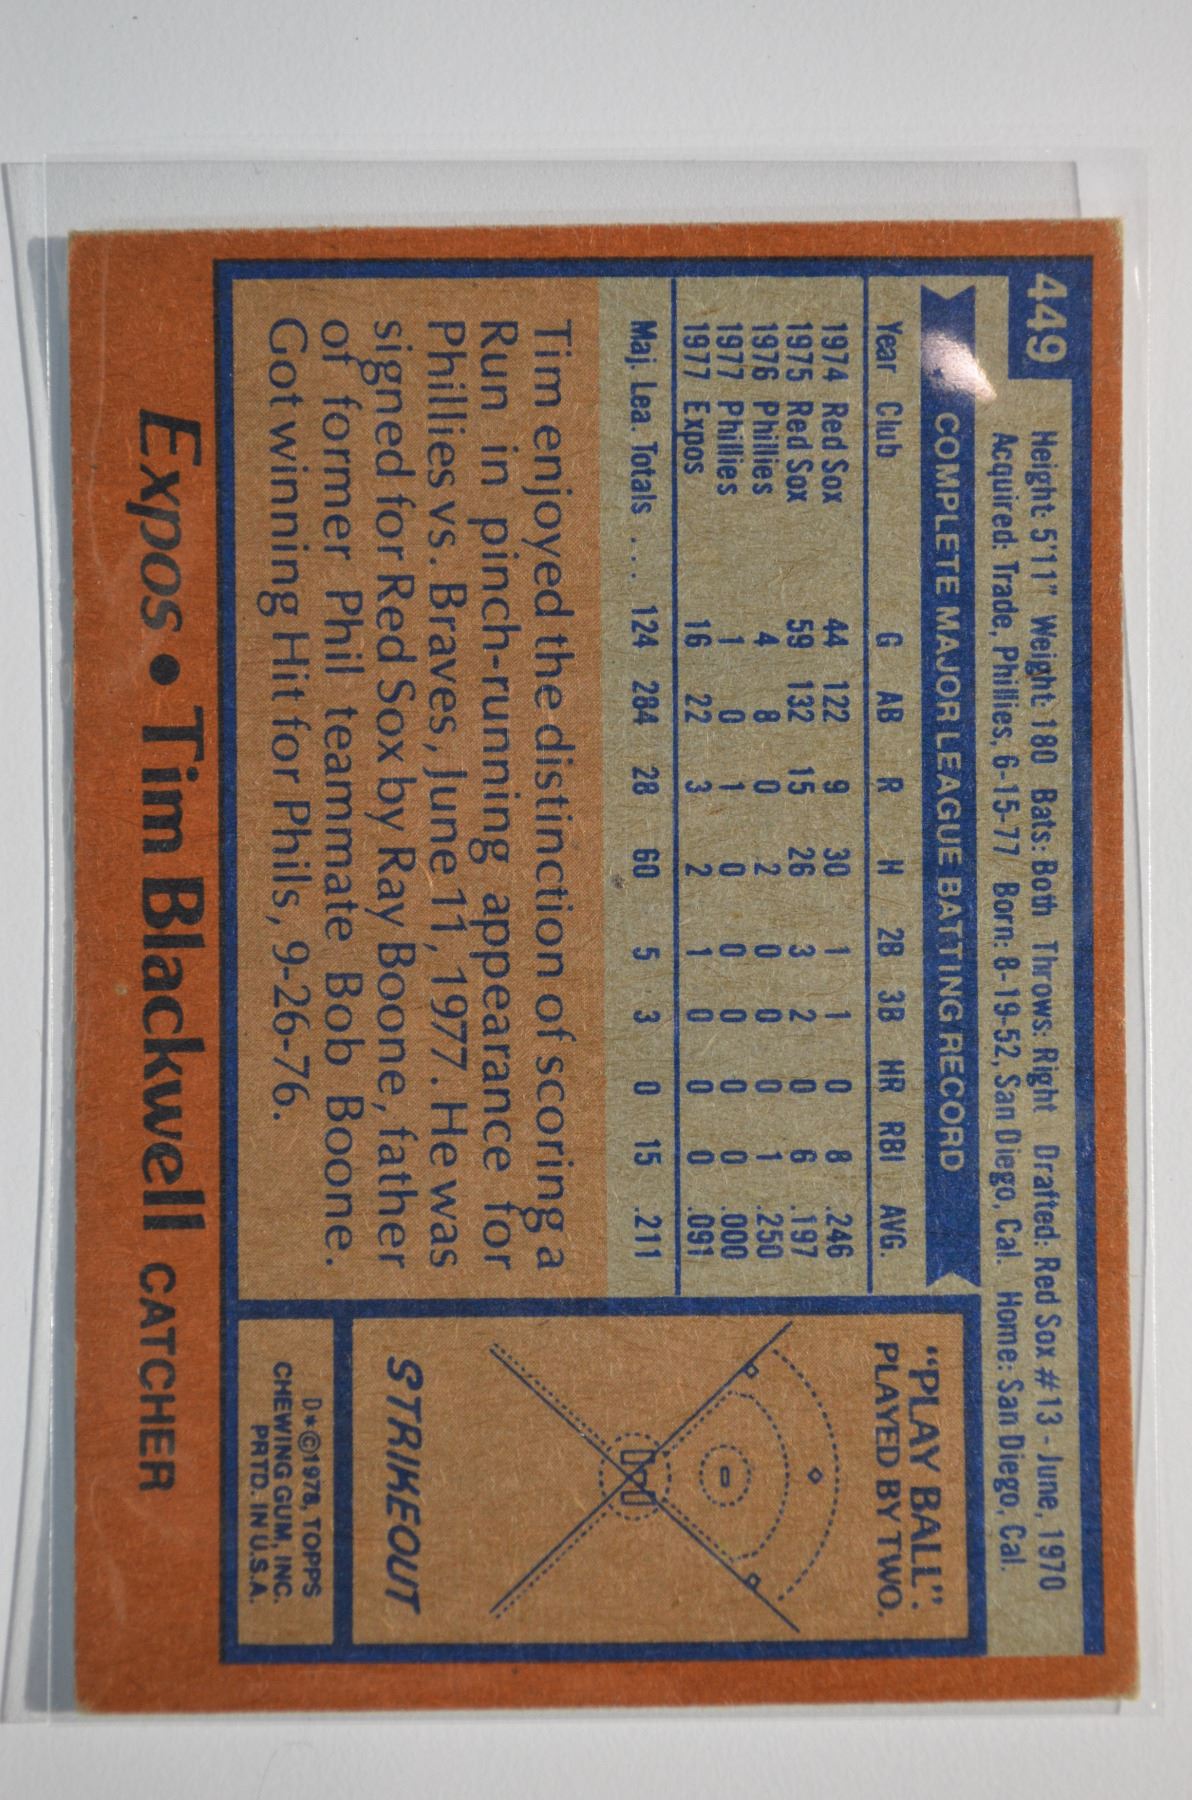 449
Height: 5'11" Weight: 180 Bats: Both Throws: Right Drafted: Red Sox #13 - June, 1970
Acquired: Trade, Phillies, 6-15-77 Born: 8-19-52, San Diego, Cal. Home: San Diego, Cal.
COMPLETE MAJOR LEAGUE BATTING RECORD
Year Club G AB R H 2B 3B HR RBI AVG.
1974 Red Sox 44 122 9 30 1 1 0 8 .246
1975 Red Sox 59 132 15 26 3 2 0 6 .197
1976 Phillies 4 8 0 2 0 0 0 1 .250
1977 Phillies 1 0 1 0 0 0 0 0 .000
1977 Expos 16 22 3 2 1 0 0 0 .091
Maj. Lea. Totals ... 124 284 28 60 5 3 0 15 .211
Tim enjoyed the distinction of scoring a
Run in pinch-running appearance for
Phillies vs. Braves, June 11, 1977. He was
signed for Red Sox by Ray Boone, father
of former Phil teammate Bob Boone.
Got winning Hit for Phils, 9-26-76.
"PLAY BALL":
PLAYED BY TWO.
STRIKEOUT
D*©1978, TOPPS
CHEWING GUM, INC.
PRTD. IN U.S.A.
Expos • Tim Blackwell CATCHER